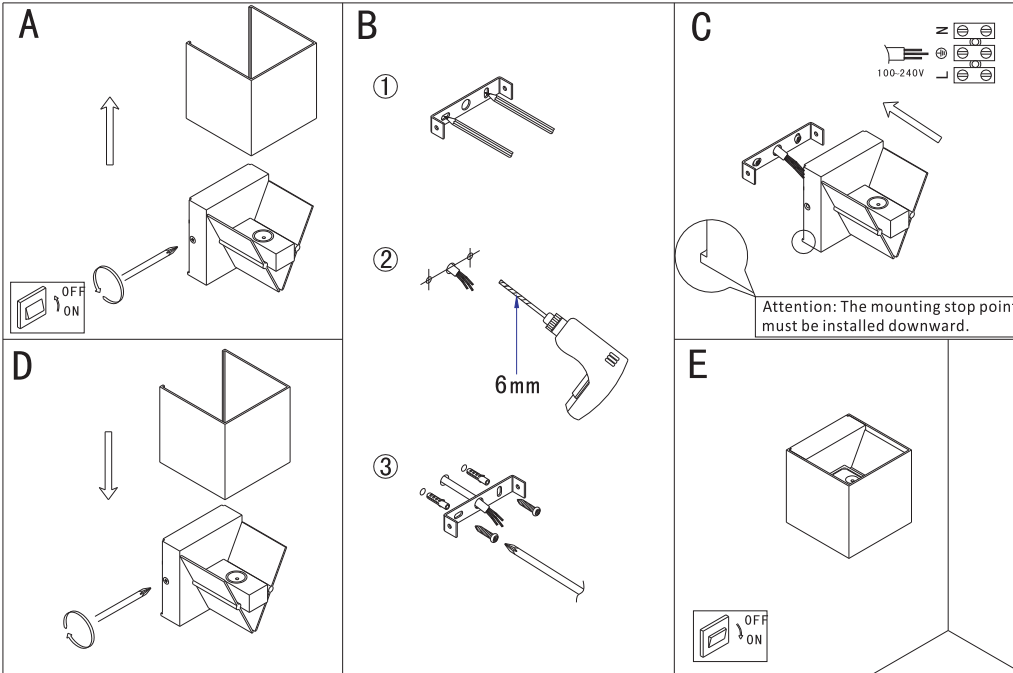 A
OFF
ON
B
①
②
6mm
③
C
N
100~240V
L
Attention: The mounting stop point
must be installed downward.
D
E
OFF
ON